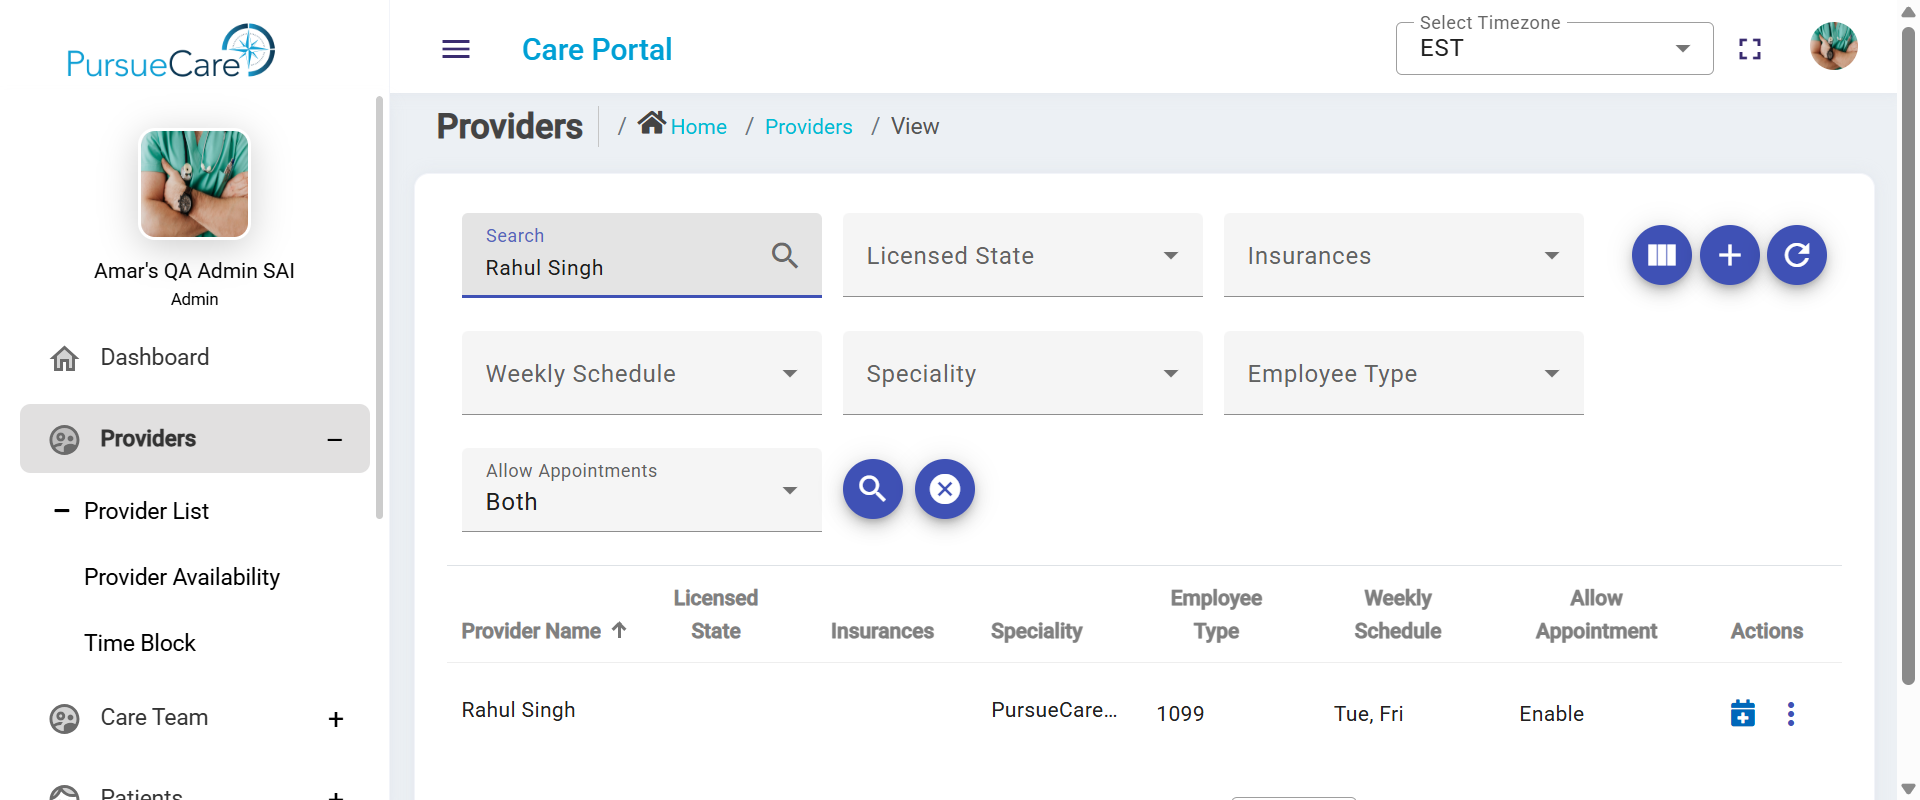 PursueCare
Amar's QA Admin SAI
Admin
Dashboard
Providers
Provider List
Provider Availability
Time Block
Care Team
Patients
Care Portal
Select Timezone
EST
Providers / Home / Providers / View
Search
Rahul Singh
Licensed State
Insurances
Weekly Schedule
Speciality
Employee Type
Allow Appointments
Both
Provider Name
Licensed State
Insurances
Speciality
Employee Type
Weekly Schedule
Allow Appointment
Actions
Rahul Singh
PursueCare...
1099
Tue, Fri
Enable